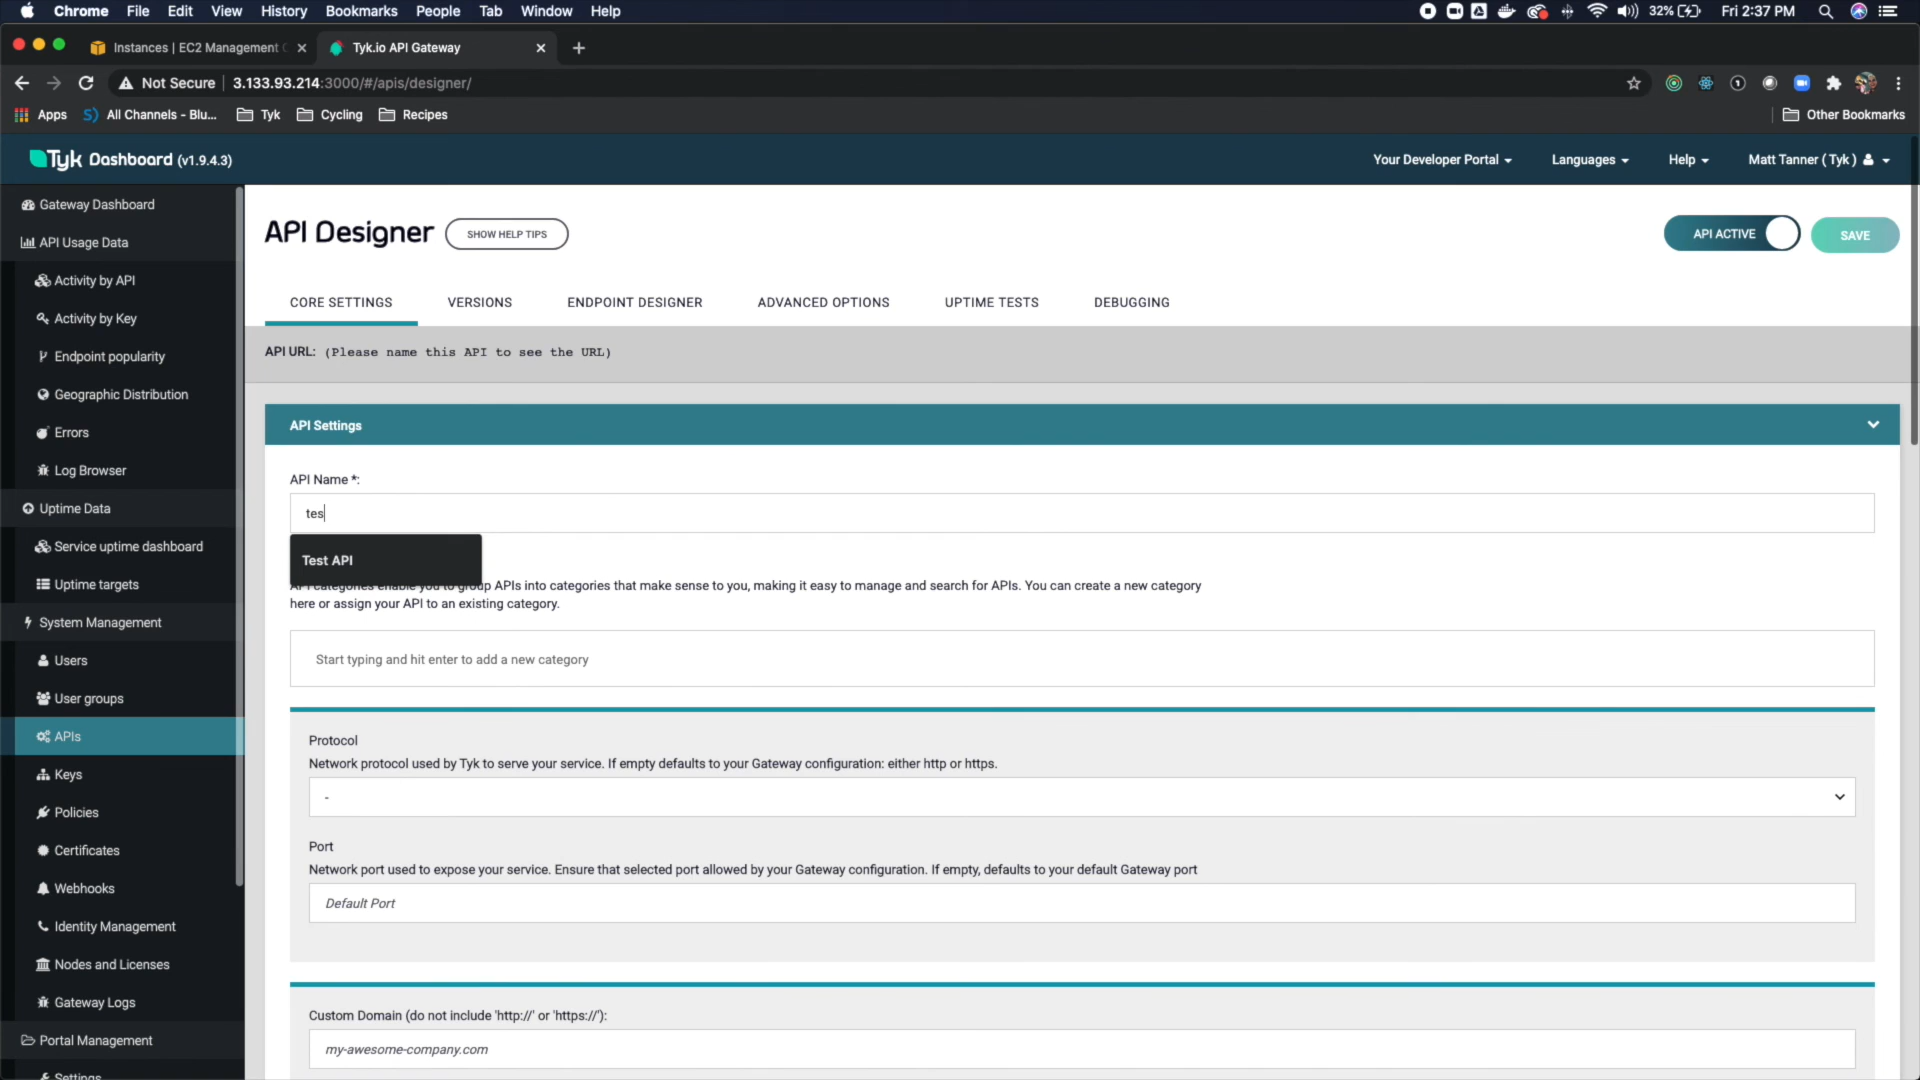 Chrome File Edit View History Bookmarks People Tab Window Help 32% Fri 2:37 PM
Instances | EC2 Management C
Tyk.io API Gateway
Not Secure 3.133.93.214:3000/#/apis/designer/
Apps All Channels - Blu... Tyk Cycling Recipes Other Bookmarks
Tyk Dashboard (v1.9.4.3)
Your Developer Portal Languages Help Matt Tanner ( Tyk )
Gateway Dashboard
API Usage Data
Activity by API
Activity by Key
Endpoint popularity
Geographic Distribution
Errors
Log Browser
Uptime Data
Service uptime dashboard
Uptime targets
System Management
Users
User groups
APIs
Keys
Policies
Certificates
Webhooks
Identity Management
Nodes and Licenses
Gateway Logs
Portal Management
Settings
API Designer
SHOW HELP TIPS
API ACTIVE
SAVE
CORE SETTINGS VERSIONS ENDPOINT DESIGNER ADVANCED OPTIONS UPTIME TESTS DEBUGGING
API URL: (Please name this API to see the URL)
API Settings
API Name *:
tes
Test API
API categories enable you to group APIs into categories that make sense to you, making it easy to manage and search for APIs. You can create a new category
here or assign your API to an existing category.
Start typing and hit enter to add a new category
Protocol
Network protocol used by Tyk to serve your service. If empty defaults to your Gateway configuration: either http or https.
-
Port
Network port used to expose your service. Ensure that selected port allowed by your Gateway configuration. If empty, defaults to your default Gateway port
Default Port
Custom Domain (do not include 'http://' or 'https://'):
my-awesome-company.com